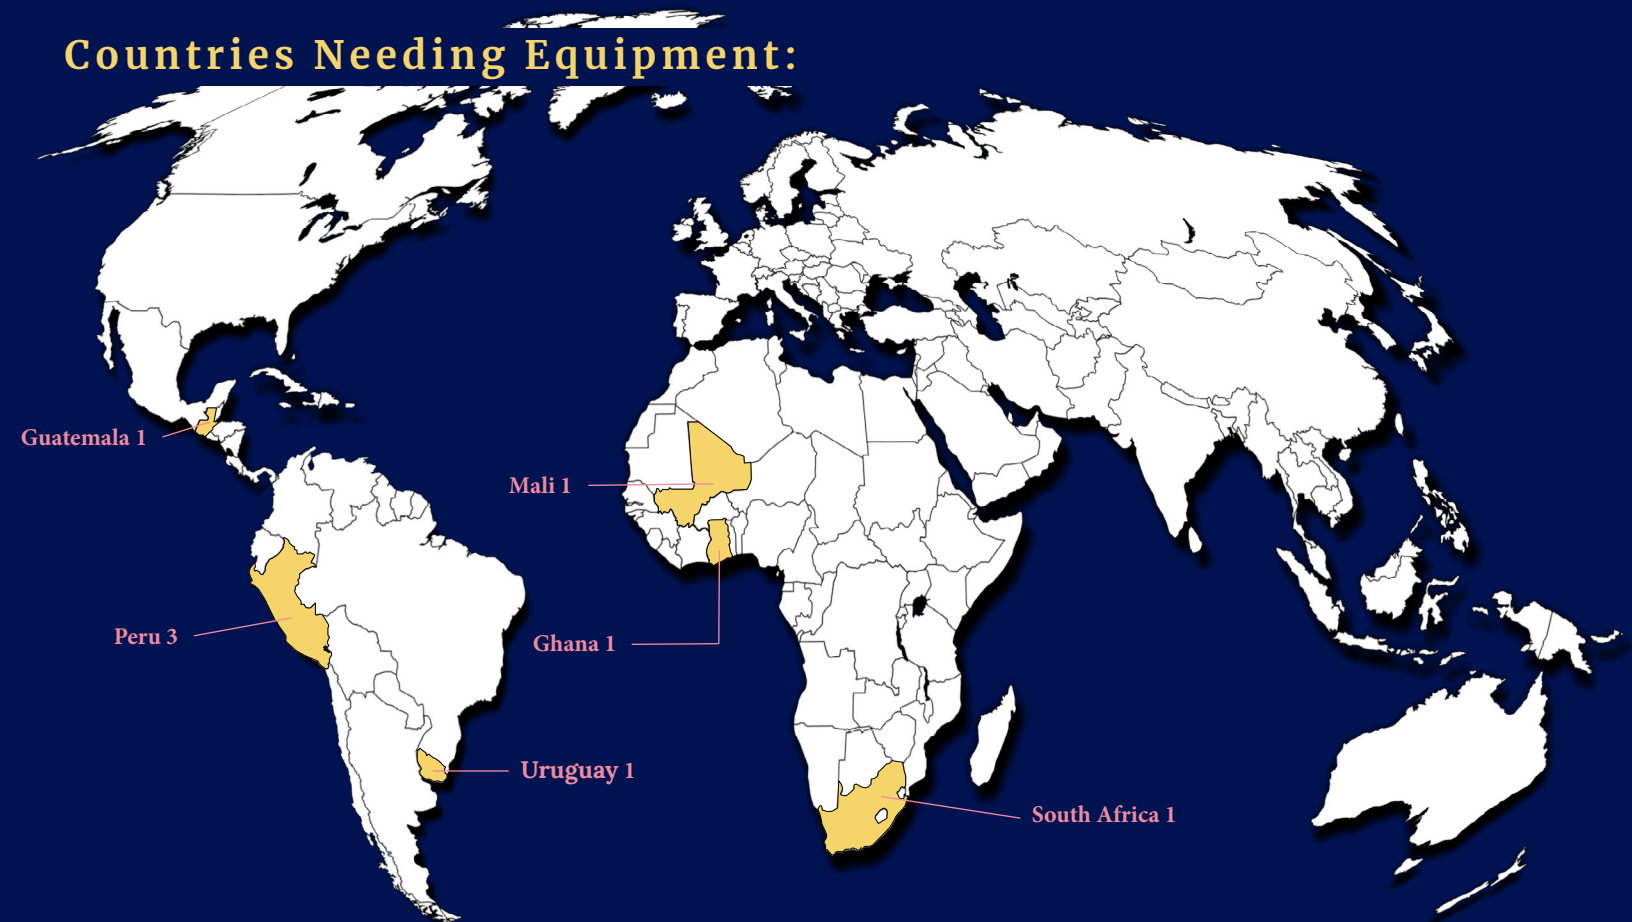 Countries Needing Equipment:
Guatemala 1
Mali 1
Peru 3
Ghana 1
Uruguay 1
South Africa 1